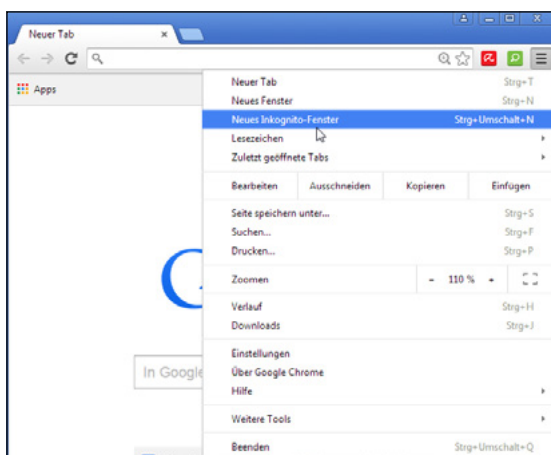 Neuer Tab
Apps
Neuer Tab Strg+T
Neues Fenster Strg+N
Neues Inkognito-Fenster Strg+Umschalt+N
Lesezeichen
Zuletzt geöffnete Tabs
Bearbeiten Ausschneiden Kopieren Einfügen
Seite speichern unter... Strg+S
Suchen... Strg+F
Drucken... Strg+P
Zoomen - 110 % +
Verlauf Strg+H
Downloads Strg+J
Einstellungen
Über Google Chrome
Hilfe
In Google
Weitere Tools
Beenden Strg+Umschalt+Q